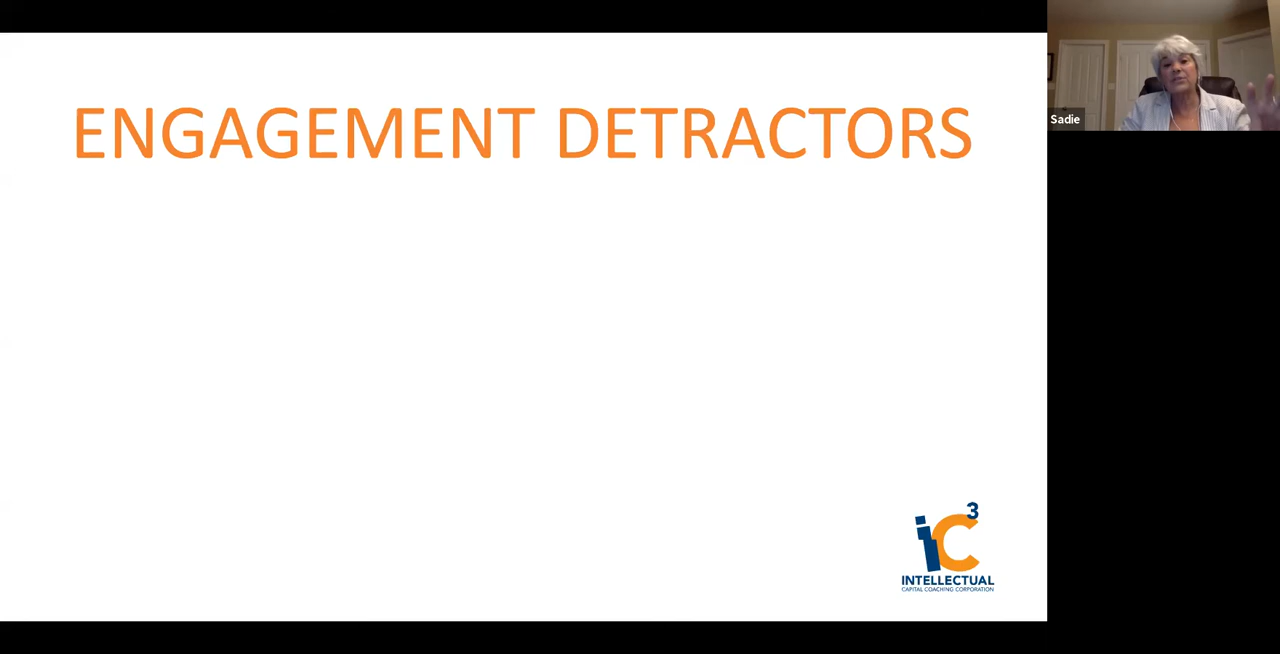 ENGAGEMENT DETRACTORS
Sadie
iC3
INTELLECTUAL
CAPITAL COACHING CORPORATION